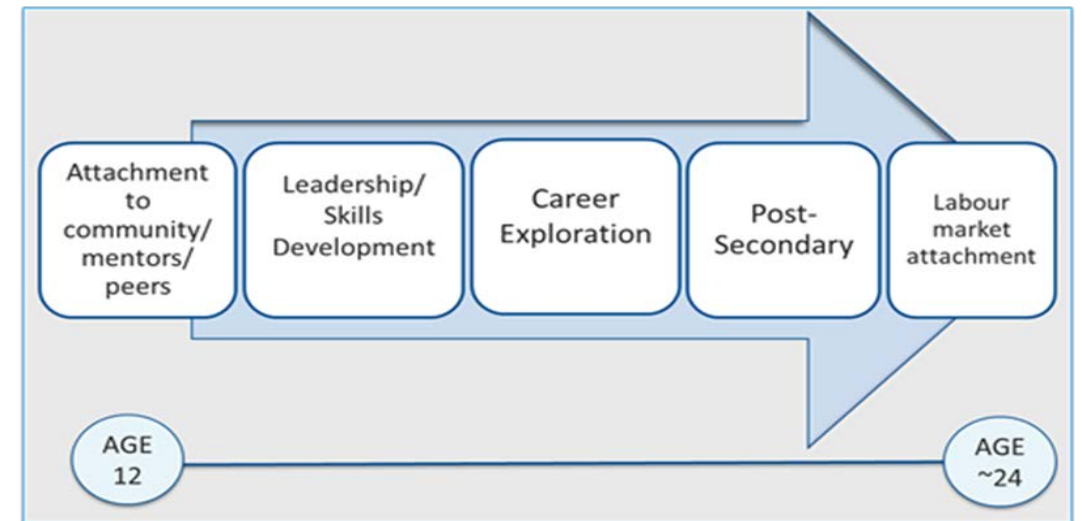 Attachment
to
community/
mentors/
peers
Leadership/
Skills
Development
Career
Exploration
Post-
Secondary
Labour
market
attachment
AGE
12
AGE
~24